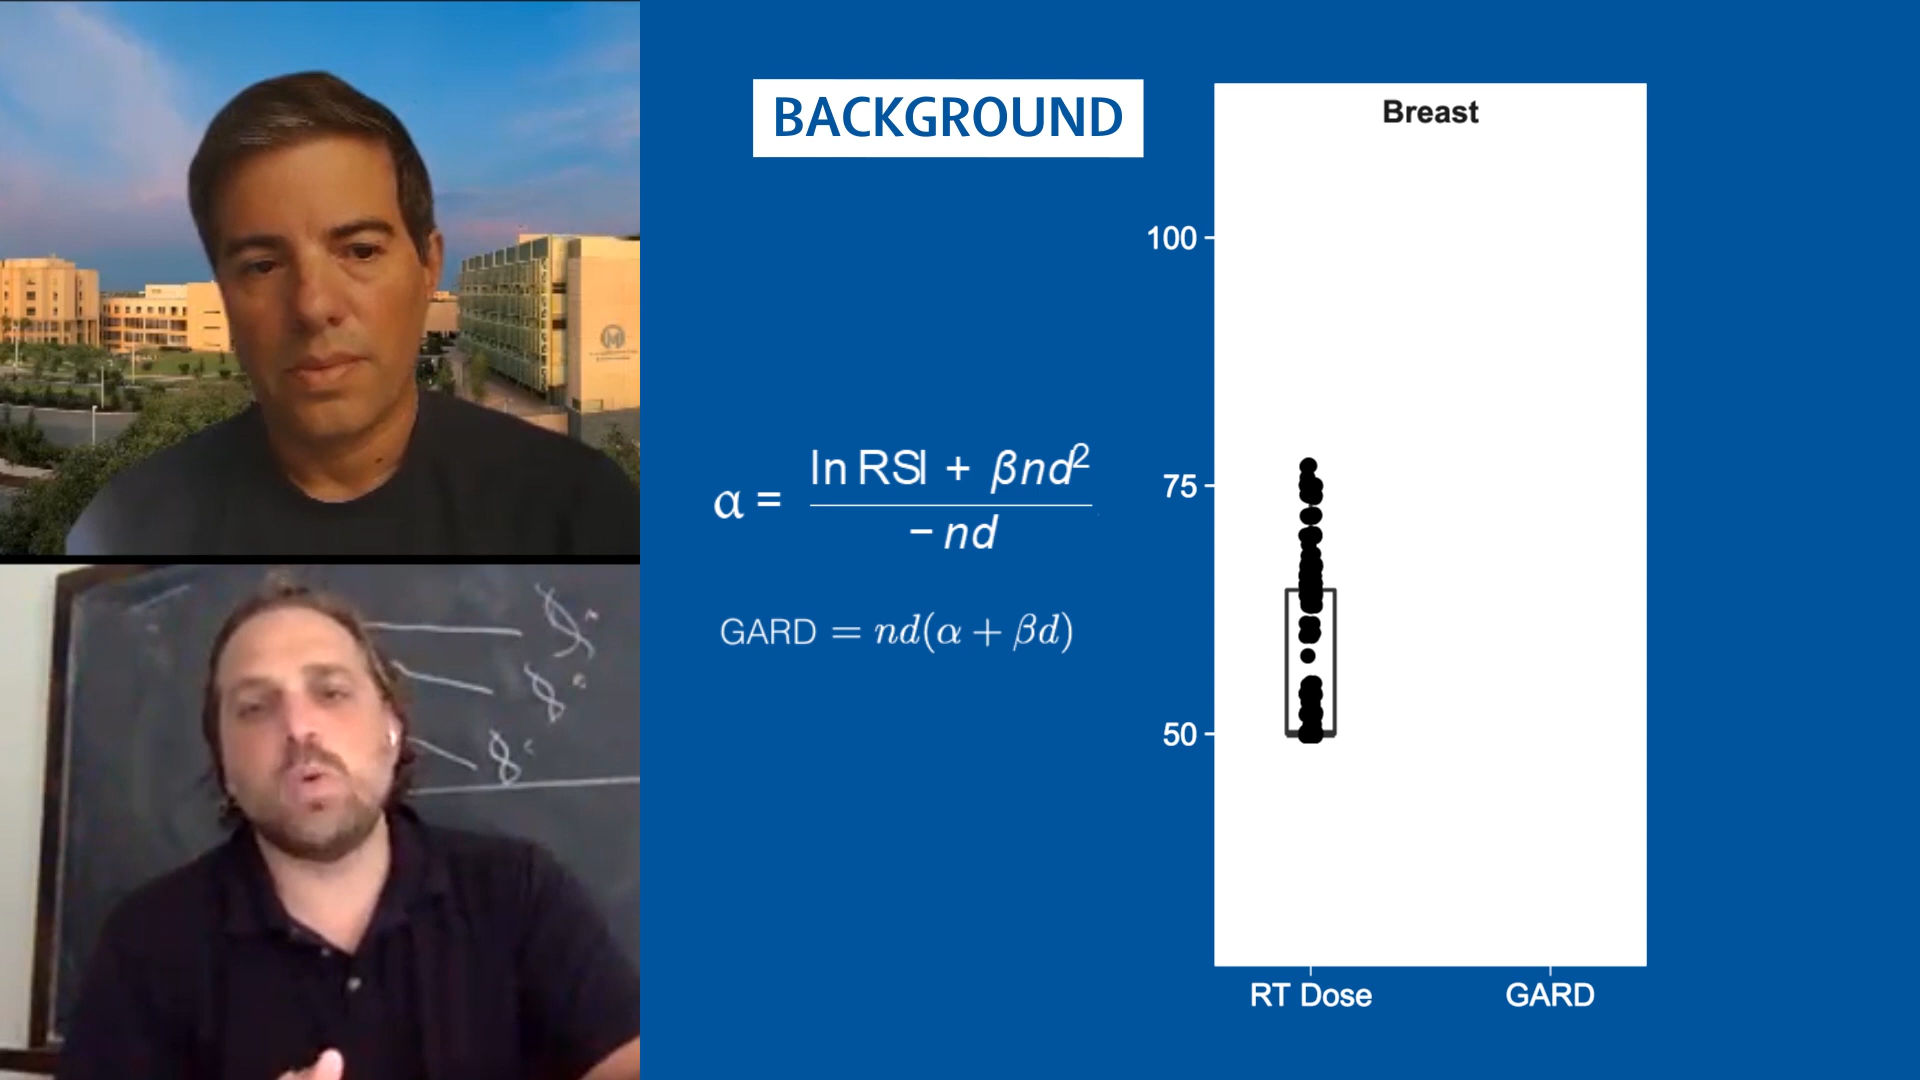 BACKGROUND
α = ln RSI + βnd² / − nd
GARD = nd(α + βd)
Breast
100
75
50
RT Dose
GARD